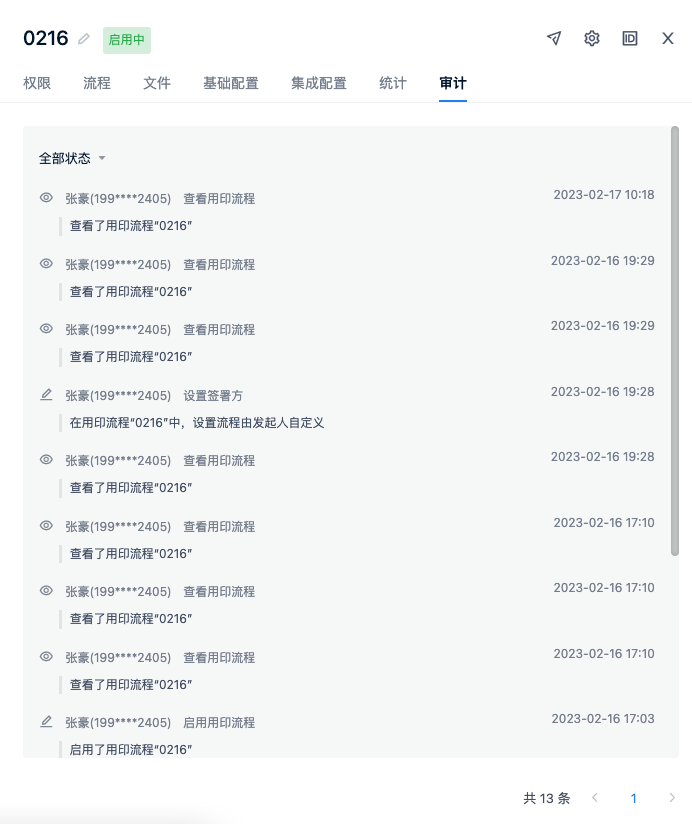 0216 启用中
权限 流程 文件 基础配置 集成配置 统计 审计
全部状态
张豪(199****2405) 查看用印流程 2023-02-17 10:18
查看了用印流程“0216”
张豪(199****2405) 查看用印流程 2023-02-16 19:29
查看了用印流程“0216”
张豪(199****2405) 查看用印流程 2023-02-16 19:29
查看了用印流程“0216”
张豪(199****2405) 设置签署方 2023-02-16 19:28
在用印流程“0216”中，设置流程由发起人自定义
张豪(199****2405) 查看用印流程 2023-02-16 19:28
查看了用印流程“0216”
张豪(199****2405) 查看用印流程 2023-02-16 17:10
查看了用印流程“0216”
张豪(199****2405) 查看用印流程 2023-02-16 17:10
查看了用印流程“0216”
张豪(199****2405) 查看用印流程 2023-02-16 17:10
查看了用印流程“0216”
张豪(199****2405) 启用用印流程 2023-02-16 17:03
启用了用印流程“0216”
共 13 条 1